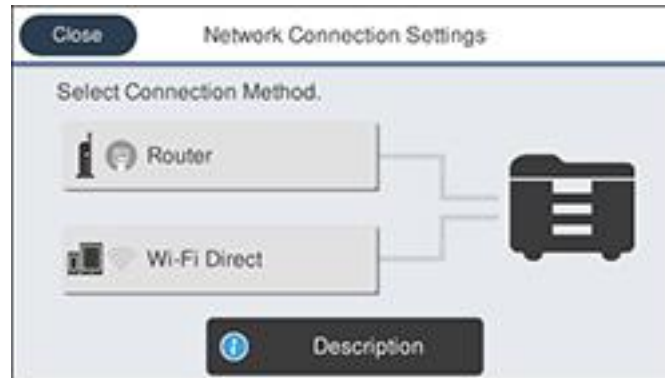 Close
Network Connection Settings
Select Connection Method.
Router
Wi-Fi Direct
Description